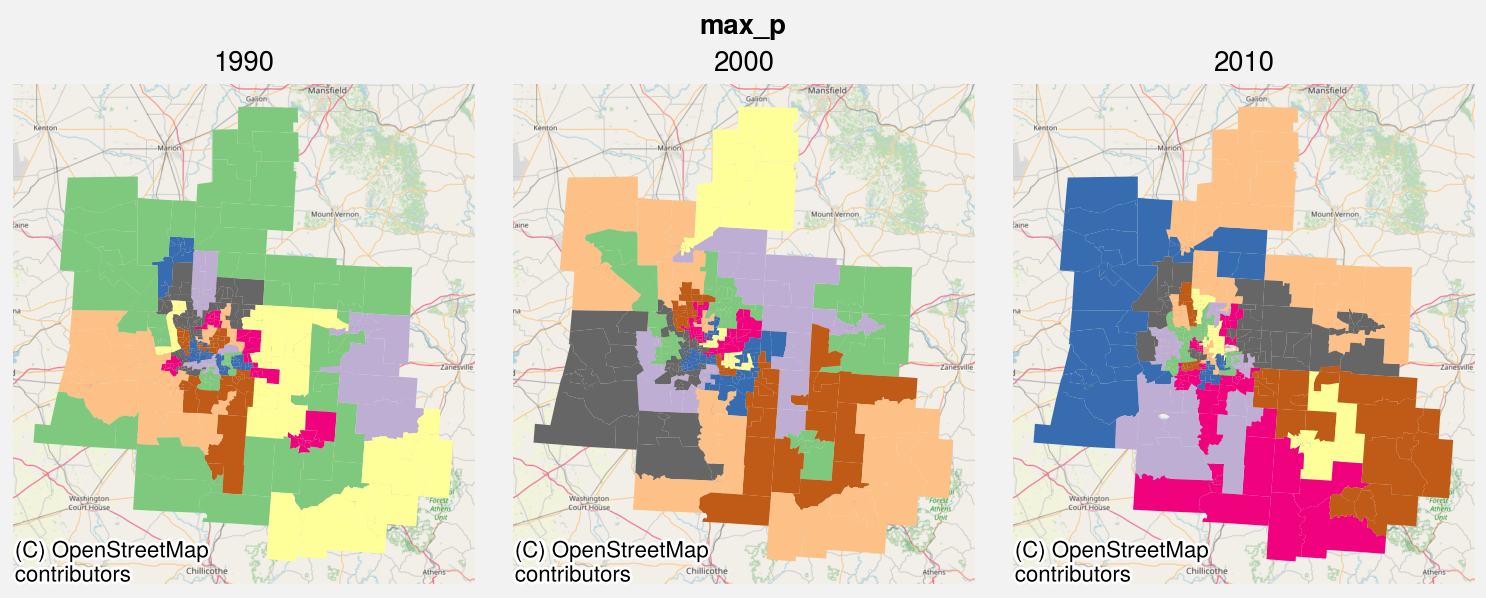 max_p
1990
2000
2010
Galion
Mansfield
Kenton
Marion
Mount Vernon
Zanesville
Washington
Court House
Forest
Athens
Unit
Chillicothe
Athens
(C) OpenStreetMap
contributors
Galion
Mansfield
Kenton
Marion
Mount Vernon
Zanesville
Washington
Court House
Forest
Athens
Unit
Chillicothe
Athens
(C) OpenStreetMap
contributors
Galion
Mansfield
Kenton
Marion
Mount Vernon
Zanesville
Washington
Court House
Forest
Athens
Unit
Chillicothe
Athens
(C) OpenStreetMap
contributors